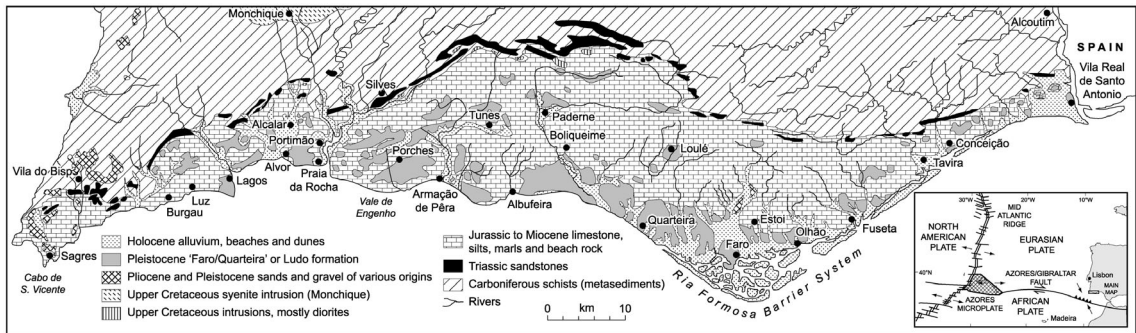 Monchique
Alcoutim
SPAIN
Vila Real
de Santo
Antonio
Silves
Alcalar
Tunes
Paderne
Portimão
Boliqueime
Conceição
Porches
Loulé
Vila do Bispo
Alvor
Tavira
Praia
da Rocha
Lagos
Luz
Vale de
Engenho
Armação
de Pêra
Albufeira
Burgau
Quarteira
Estoi
Fuseta
Olhão
Faro
Sagres
Cabo de
S. Vicente
Ria Formosa Barrier System
Holocene alluvium, beaches and dunes
Pleistocene 'Faro/Quarteira' or Ludo formation
Pliocene and Pleistocene sands and gravel of various origins
Upper Cretaceous syenite intrusion (Monchique)
Upper Cretaceous intrusions, mostly diorites
Jurassic to Miocene limestone,
silts, marls and beach rock
Triassic sandstones
Carboniferous schists (metasediments)
Rivers
0 km 10
30°W
20°W
10°W
MID
ATLANTIC
RIDGE
NORTH
AMERICAN
PLATE
EURASIAN
PLATE
Lisbon
40°N
AZORES/GIBRALTAR
FAULT
MAIN
MAP
AZORES
MICROPLATE
AFRICAN
PLATE
Madeira